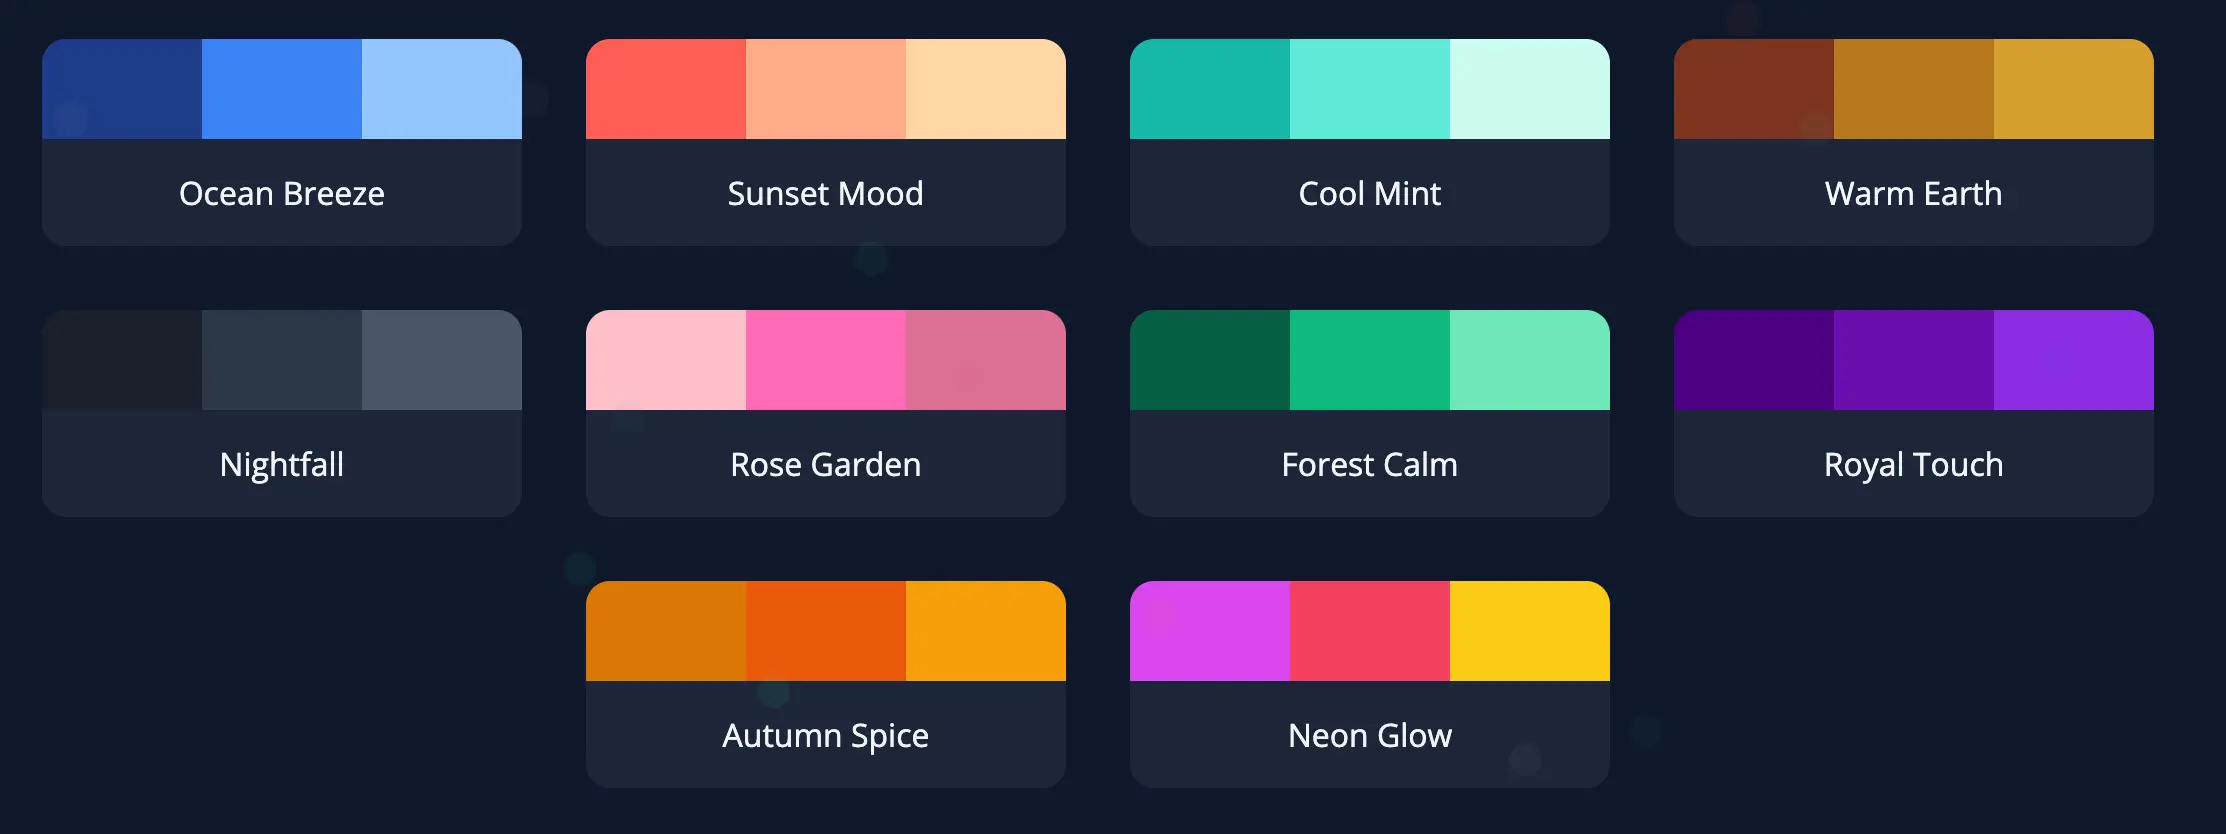 Ocean Breeze
Sunset Mood
Cool Mint
Warm Earth
Nightfall
Rose Garden
Forest Calm
Royal Touch
Autumn Spice
Neon Glow